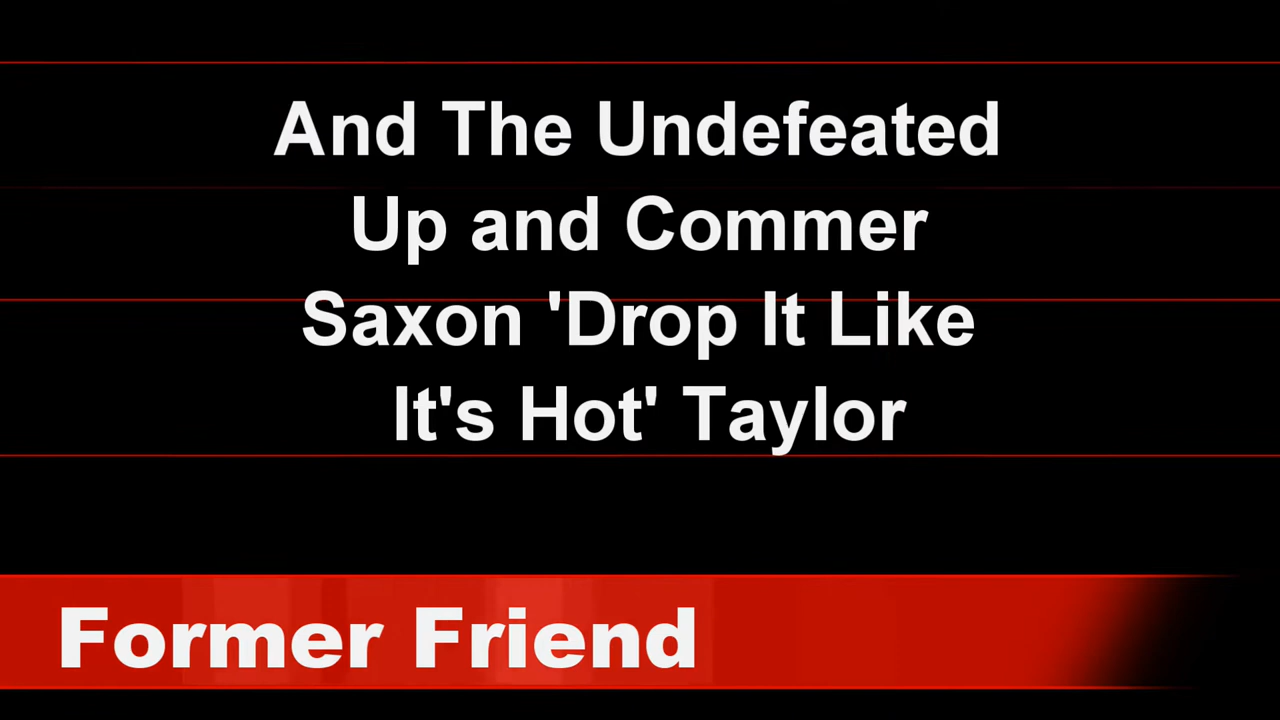 And The Undefeated
Up and Commer
Saxon 'Drop It Like
It's Hot' Taylor
Former Friend